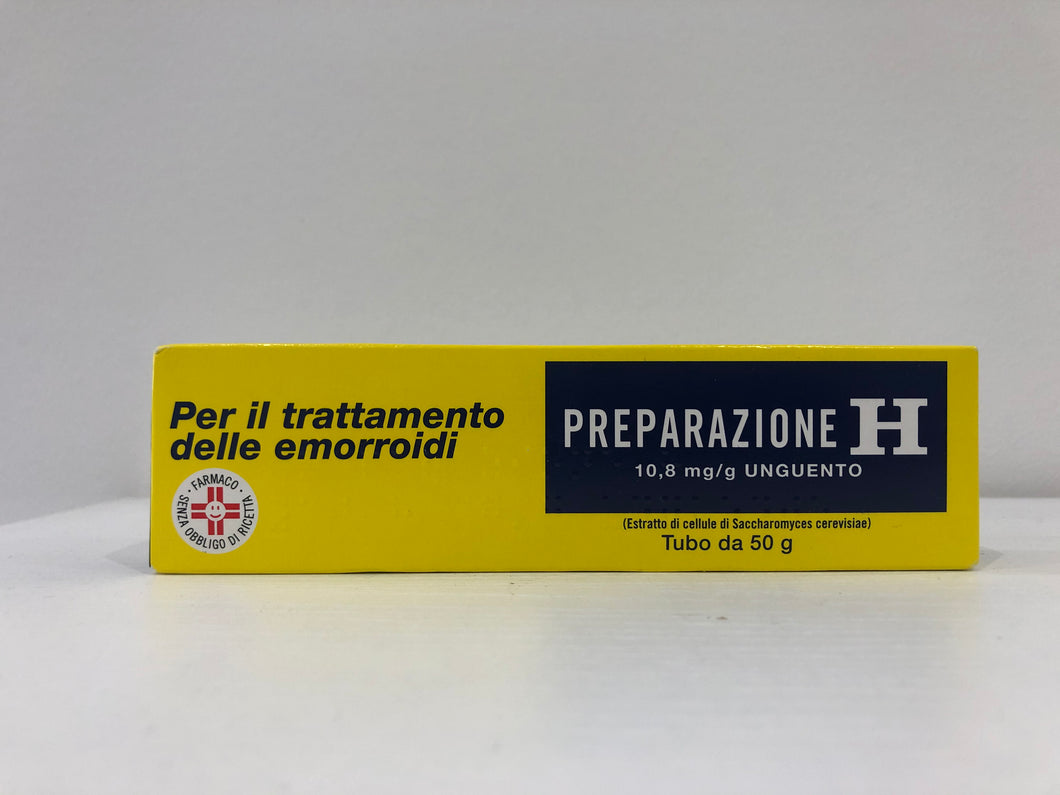 Per il trattamento
delle emorroidi
· FARMACO ·
SENZA OBBLIGO DI RICETTA
PREPARAZIONE H
10,8 mg/g UNGUENTO
(Estratto di cellule di Saccharomyces cerevisiae)
Tubo da 50 g